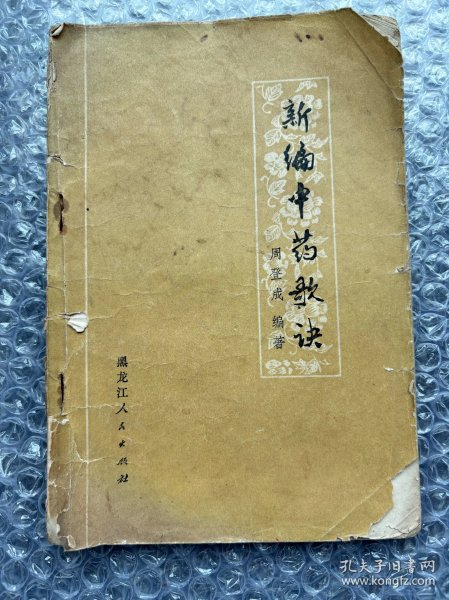 新编中药歌诀
周登成 编著
黑龙江人民出版社
孔夫子旧书网
www.kongfz.com